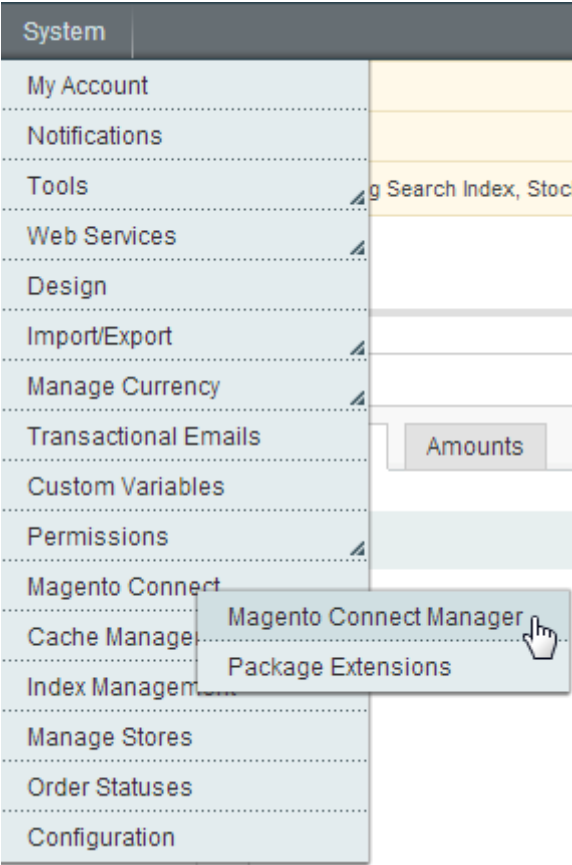 System
My Account
Notifications
Tools
g Search Index, Stoc
Web Services
Design
Import/Export
Manage Currency
Transactional Emails
Amounts
Custom Variables
Permissions
Magento Connect
Magento Connect Manager
Cache Manage
Package Extensions
Index Management
Manage Stores
Order Statuses
Configuration